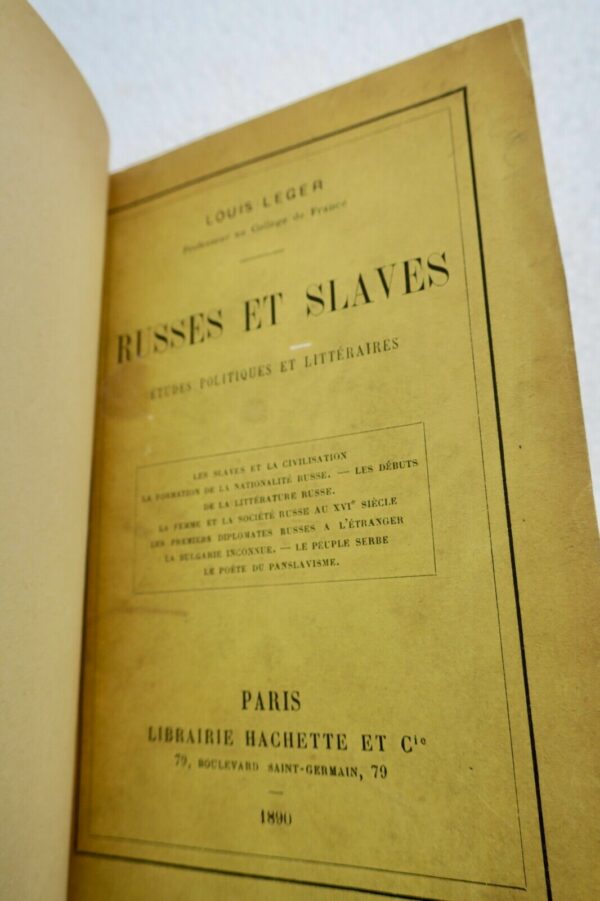 LOUIS LEGER
Professeur au Collège de France
RUSSES ET SLAVES
ÉTUDES POLITIQUES ET LITTÉRAIRES
LES SLAVES ET LA CIVILISATION
LA FORMATION DE LA NATIONALITÉ RUSSE. — LES DÉBUTS
DE LA LITTÉRATURE RUSSE.
LA FEMME ET LA SOCIÉTÉ RUSSE AU XVIe SIÈCLE
LES PREMIERS DIPLOMATES RUSSES A L'ÉTRANGER
LA BULGARIE INCONNUE. — LE PEUPLE SERBE
LE POÈTE DU PANSLAVISME.
PARIS
LIBRAIRIE HACHETTE ET Cie
79, BOULEVARD SAINT-GERMAIN, 79
1890